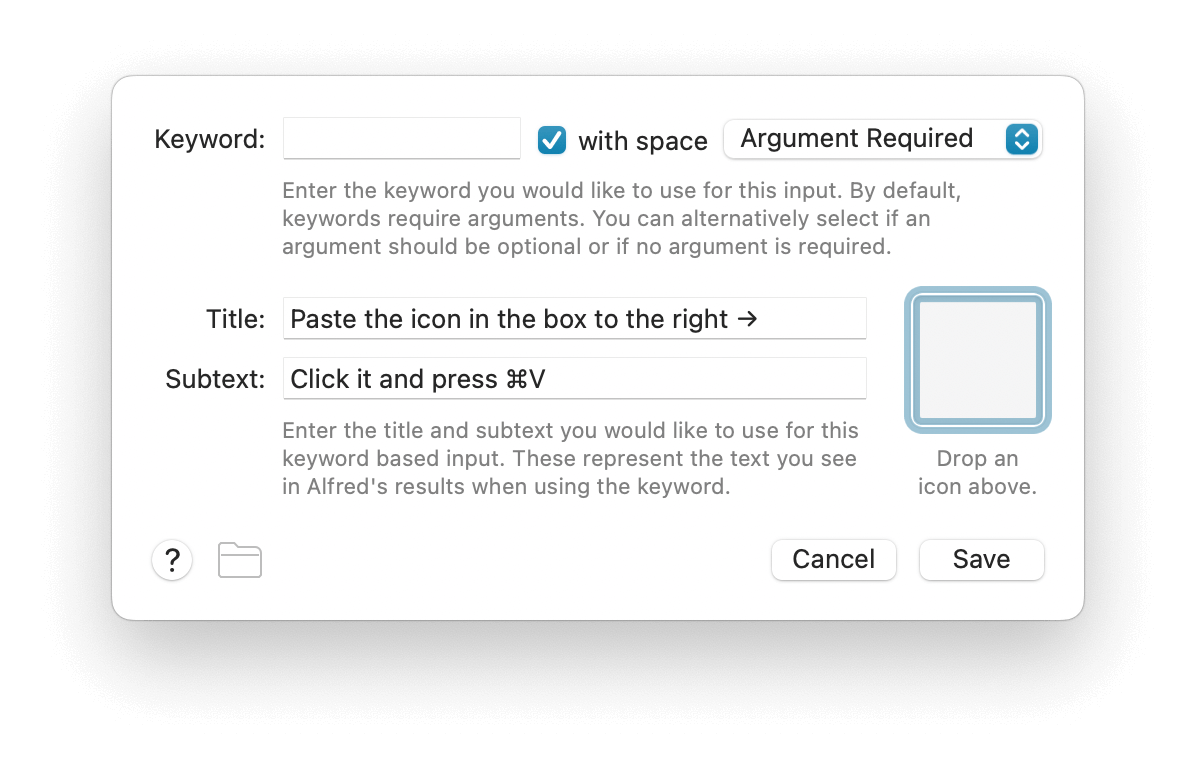 Keyword: with space Argument Required
Enter the keyword you would like to use for this input. By default,
keywords require arguments. You can alternatively select if an
argument should be optional or if no argument is required.
Title: Paste the icon in the box to the right →
Subtext: Click it and press ⌘V
Enter the title and subtext you would like to use for this
keyword based input. These represent the text you see
in Alfred's results when using the keyword.
Drop an
icon above.
? Cancel Save